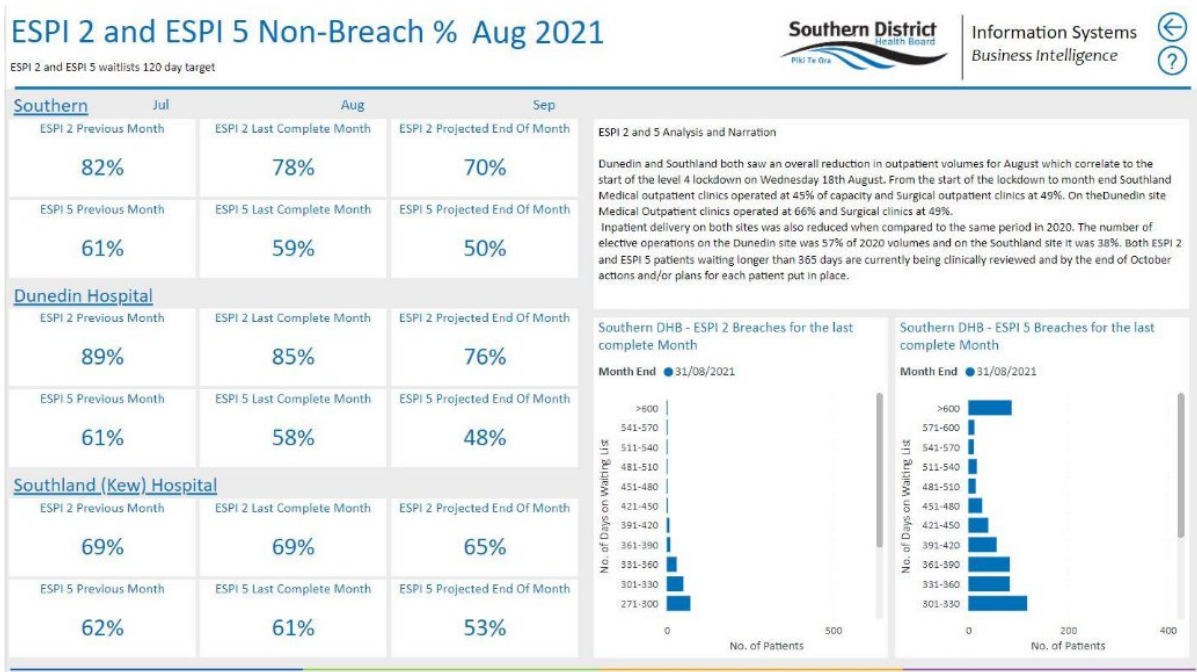 ESPI 2 and ESPI 5 Non-Breach % Aug 2021
ESPI 2 and ESPI 5 waitlists 120 day target
Southern District
Health Board
Piki Te Ora
Information Systems
Business Intelligence
Southern Jul Aug Sep
ESPI 2 Previous Month ESPI 2 Last Complete Month ESPI 2 Projected End Of Month
82% 78% 70%
ESPI 5 Previous Month ESPI 5 Last Complete Month ESPI 5 Projected End Of Month
61% 59% 50%
Dunedin Hospital
ESPI 2 Previous Month ESPI 2 Last Complete Month ESPI 2 Projected End Of Month
89% 85% 76%
ESPI 5 Previous Month ESPI 5 Last Complete Month ESPI 5 Projected End Of Month
61% 58% 48%
Southland (Kew) Hospital
ESPI 2 Previous Month ESPI 2 Last Complete Month ESPI 2 Projected End Of Month
69% 69% 65%
ESPI 5 Previous Month ESPI 5 Last Complete Month ESPI 5 Projected End Of Month
62% 61% 53%
ESPI 2 and 5 Analysis and Narration
Dunedin and Southland both saw an overall reduction in outpatient volumes for August which correlate to the
start of the level 4 lockdown on Wednesday 18th August. From the start of the lockdown to month end Southland
Medical outpatient clinics operated at 45% of capacity and Surgical outpatient clinics at 49%. On theDunedin site
Medical Outpatient clinics operated at 66% and Surgical clinics at 49%.
Inpatient delivery on both sites was also reduced when compared to the same period in 2020. The number of
elective operations on the Dunedin site was 57% of 2020 volumes and on the Southland site it was 38%. Both ESPI 2
and ESPI 5 patients waiting longer than 365 days are currently being clinically reviewed and by the end of October
actions and/or plans for each patient put in place.
Southern DHB - ESPI 2 Breaches for the last
complete Month
Month End 31/08/2021
No. of Days on Waiting List
>600
541-570
511-540
481-510
451-480
421-450
391-420
361-390
331-360
301-330
271-300
0 500
No. of Patients
Southern DHB - ESPI 5 Breaches for the last
complete Month
Month End 31/08/2021
No. of Days on Waiting List
>600
571-600
541-570
511-540
481-510
451-480
421-450
391-420
361-390
331-360
301-330
0 200 400
No. of Patients